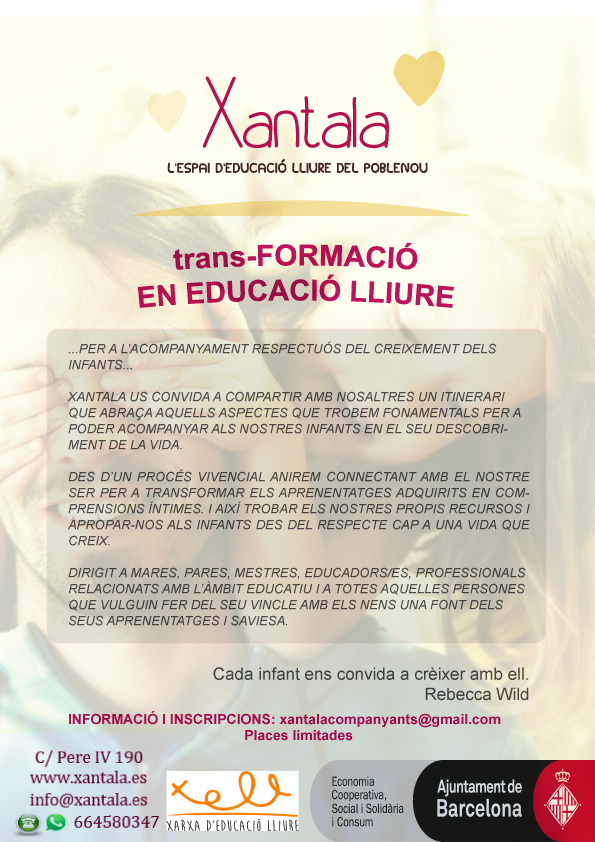 Xantala
L'ESPAI D'EDUCACIÓ LLIURE DEL POBLENOU
trans-FORMACIÓ
EN EDUCACIÓ LLIURE
...PER A L'ACOMPANYAMENT RESPECTUÓS DEL CREIXEMENT DELS
INFANTS...
XANTALA US CONVIDA A COMPARTIR AMB NOSALTRES UN ITINERARI
QUE ABRAÇA AQUELLS ASPECTES QUE TROBEM FONAMENTALS PER A
PODER ACOMPANYAR ALS NOSTRES INFANTS EN EL SEU DESCOBRI-
MENT DE LA VIDA.
DES D'UN PROCÉS VIVENCIAL ANIREM CONNECTANT AMB EL NOSTRE
SER PER A TRANSFORMAR ELS APRENENTATGES ADQUIRITS EN COM-
PRENSIONS ÍNTIMES. I AIXÍ TROBAR ELS NOSTRES PROPIS RECURSOS I
APROPAR-NOS ALS INFANTS DES DEL RESPECTE CAP A UNA VIDA QUE
CREIX.
DIRIGIT A MARES, PARES, MESTRES, EDUCADORS/ES, PROFESSIONALS
RELACIONATS AMB L'ÀMBIT EDUCATIU I A TOTES AQUELLES PERSONES
QUE VULGUIN FER DEL SEU VINCLE AMB ELS NENS UNA FONT DELS
SEUS APRENENTATGES I SAVIESA.
Cada infant ens convida a crèixer amb ell.
Rebecca Wild
INFORMACIÓ I INSCRIPCIONS: xantalacompanyants@gmail.com
Places limitades
C/ Pere IV 190
www.xantala.es
info@xantala.es
664580347
xell
XARXA D'EDUCACIÓ LLIURE
Economia
Cooperativa,
Social i Solidària
i Consum
Ajuntament de
Barcelona